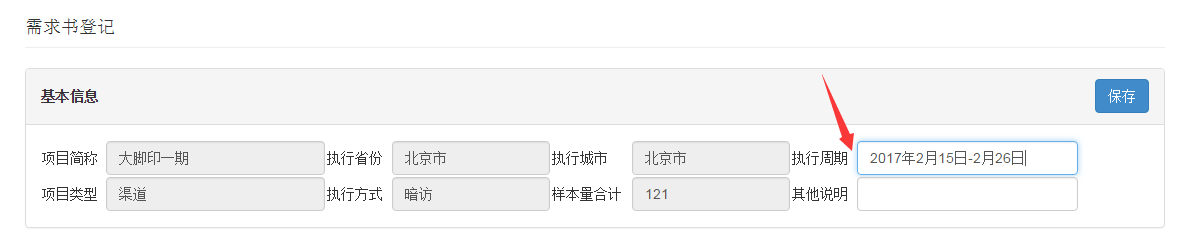 需求书登记
基本信息 保存
项目简称 大脚印一期 执行省份 北京市 执行城市 北京市 执行周期 2017年2月15日-2月26日
项目类型 渠道 执行方式 暗访 样本量合计 121 其他说明